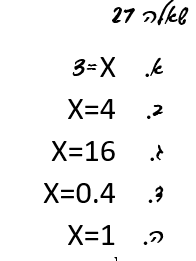 שאלה 27
א. X=3
ב. X=4
ג. X=16
ד. X=0.4
ה. X=1